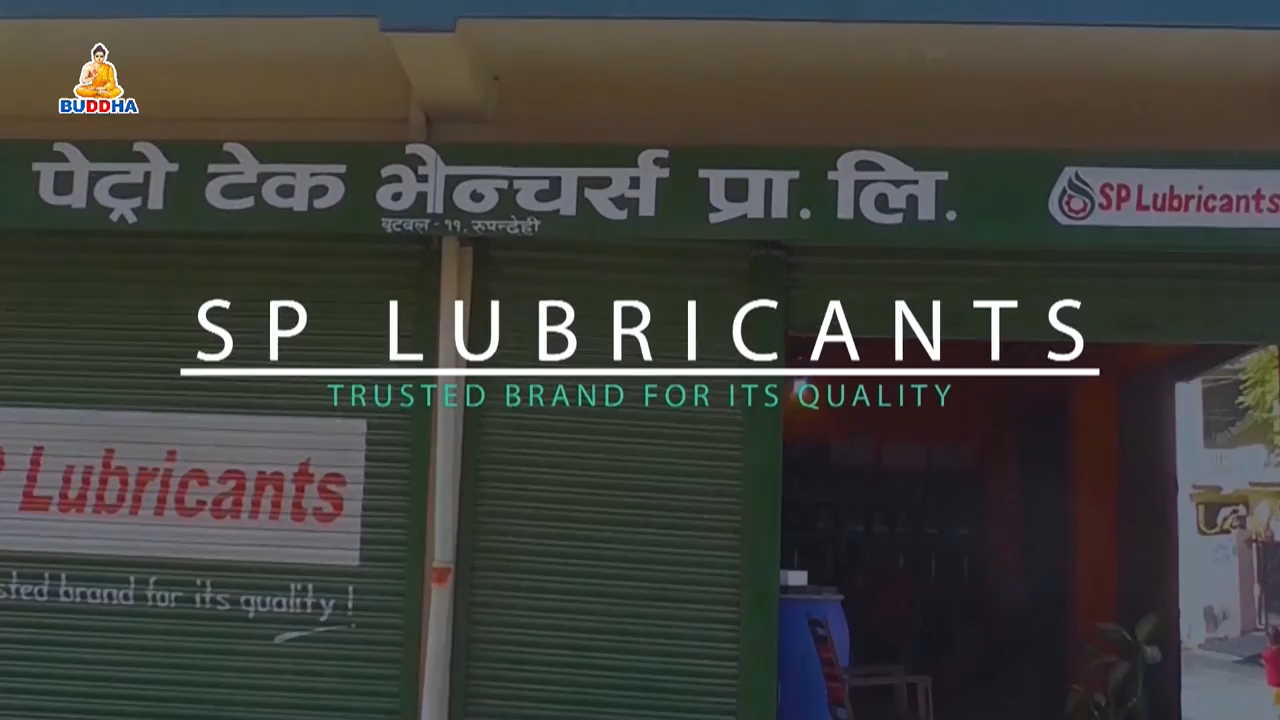 BUDDHA
पेट्रो टेक भेन्चर्स प्रा. लि.
बुटवल - ११, रुपन्देही
SP Lubricants
SP LUBRICANTS
TRUSTED BRAND FOR ITS QUALITY
Lubricants
brand for its quality!